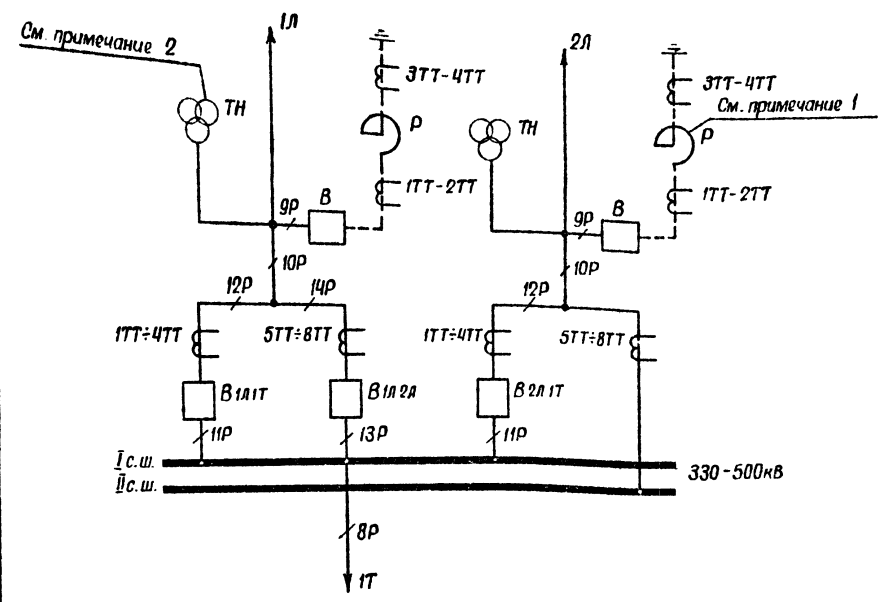 См. примечание 2
1Л
3ТТ-4ТТ
ТН
Р
1ТТ-2ТТ
В
9Р
10Р
12Р
14Р
1ТТ÷4ТТ
5ТТ÷8ТТ
В1Л1Т
В1Л2Л
11Р
13Р
2Л
3ТТ-4ТТ
См. примечание 1
ТН
Р
1ТТ-2ТТ
В
9Р
10Р
12Р
1ТТ÷4ТТ
5ТТ÷8ТТ
В2Л1Т
11Р
I с.ш.
II с.ш.
330-500кв
8Р
1Т